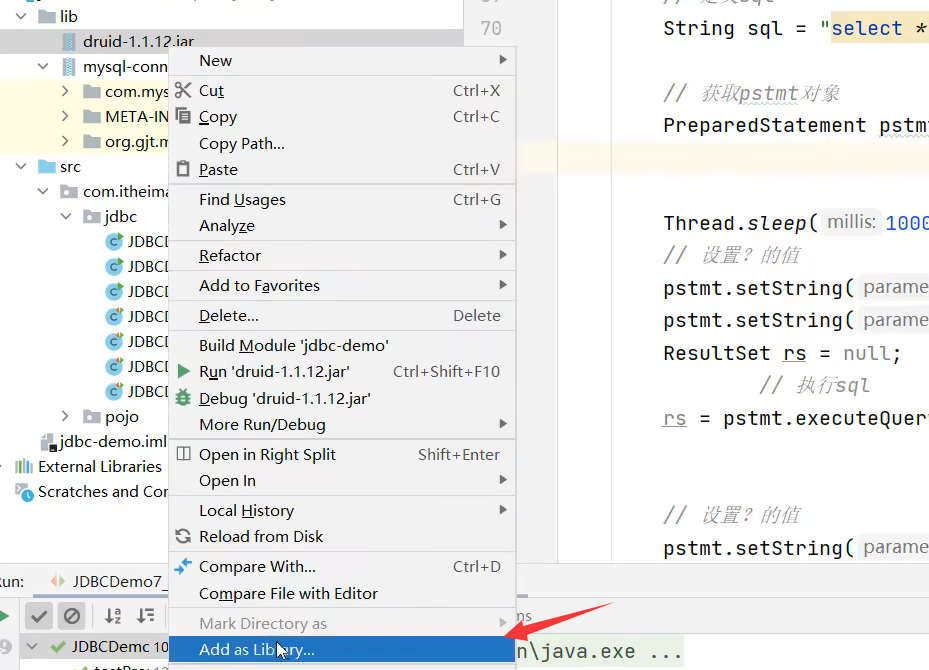 lib
druid-1.1.12.jar
mysql-conn
com.mys
META-IN
org.gjt.m
src
com.itheima
jdbc
JDBCD
JDBCD
JDBCD
JDBCD
JDBCD
JDBCD
JDBCD
pojo
jdbc-demo.iml
External Libraries
Scratches and Con
New
Cut Ctrl+X
Copy
Copy Path...
Paste Ctrl+V
Find Usages Ctrl+G
Analyze
Refactor
Add to Favorites
Delete... Delete
Build Module 'jdbc-demo'
Run 'druid-1.1.12.jar' Ctrl+Shift+F10
Debug 'druid-1.1.12.jar'
More Run/Debug
Open in Right Split Shift+Enter
Open In
Local History
Reload from Disk
Compare With... Ctrl+D
Compare File with Editor
Mark Directory as
Add as Library...
70
String sql = "select *
// 获取pstmt对象
PreparedStatement pstm
Thread.sleep( millis: 1000
// 设置？的值
pstmt.setString( parame
pstmt.setString( parame
ResultSet rs = null;
// 执行sql
rs = pstmt.executeQuer
// 设置？的值
pstmt.setString( parame
un: JDBCDemo7_
JDBCDemc 10
ns
n\java.exe ...